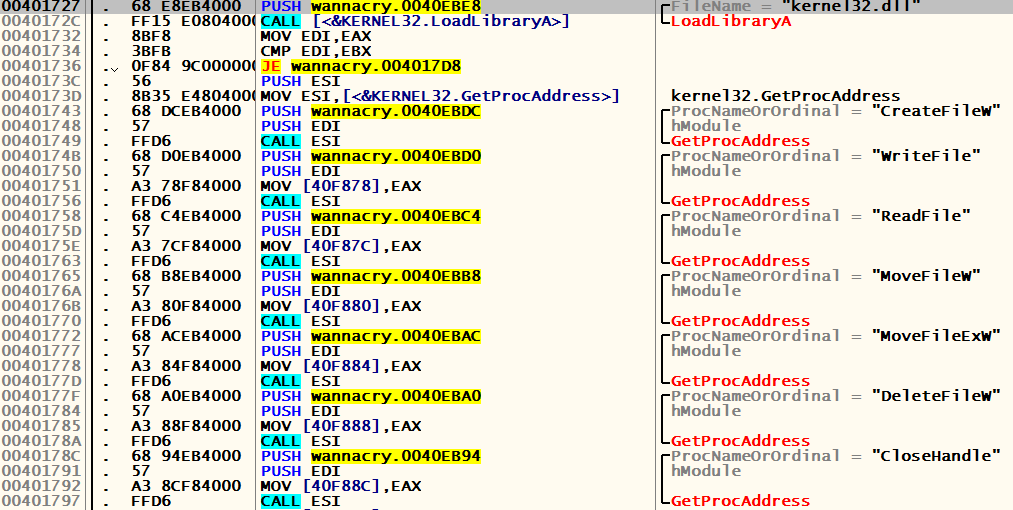 00401727 . 68 E8EB4000 PUSH wannacry.0040EBE8 FileName = "kernel32.dll"
0040172C . FF15 E0804000 CALL [<&KERNEL32.LoadLibraryA>] LoadLibraryA
00401732 . 8BF8 MOV EDI,EAX
00401734 . 3BFB CMP EDI,EBX
00401736 . 0F84 9C000000 JE wannacry.004017D8
0040173C . 56 PUSH ESI
0040173D . 8B35 E4804000 MOV ESI,[<&KERNEL32.GetProcAddress>] kernel32.GetProcAddress
00401743 . 68 DCEB4000 PUSH wannacry.0040EBDC ProcNameOrOrdinal = "CreateFileW"
00401748 . 57 PUSH EDI hModule
00401749 . FFD6 CALL ESI GetProcAddress
0040174B . 68 D0EB4000 PUSH wannacry.0040EBD0 ProcNameOrOrdinal = "WriteFile"
00401750 . 57 PUSH EDI hModule
00401751 . A3 78F84000 MOV [40F878],EAX
00401756 . FFD6 CALL ESI GetProcAddress
00401758 . 68 C4EB4000 PUSH wannacry.0040EBC4 ProcNameOrOrdinal = "ReadFile"
0040175D . 57 PUSH EDI hModule
0040175E . A3 7CF84000 MOV [40F87C],EAX
00401763 . FFD6 CALL ESI GetProcAddress
00401765 . 68 B8EB4000 PUSH wannacry.0040EBB8 ProcNameOrOrdinal = "MoveFileW"
0040176A . 57 PUSH EDI hModule
0040176B . A3 80F84000 MOV [40F880],EAX
00401770 . FFD6 CALL ESI GetProcAddress
00401772 . 68 ACEB4000 PUSH wannacry.0040EBAC ProcNameOrOrdinal = "MoveFileExW"
00401777 . 57 PUSH EDI hModule
00401778 . A3 84F84000 MOV [40F884],EAX
0040177D . FFD6 CALL ESI GetProcAddress
0040177F . 68 A0EB4000 PUSH wannacry.0040EBA0 ProcNameOrOrdinal = "DeleteFileW"
00401784 . 57 PUSH EDI hModule
00401785 . A3 88F84000 MOV [40F888],EAX
0040178A . FFD6 CALL ESI GetProcAddress
0040178C . 68 94EB4000 PUSH wannacry.0040EB94 ProcNameOrOrdinal = "CloseHandle"
00401791 . 57 PUSH EDI hModule
00401792 . A3 8CF84000 MOV [40F88C],EAX
00401797 . FFD6 CALL ESI GetProcAddress